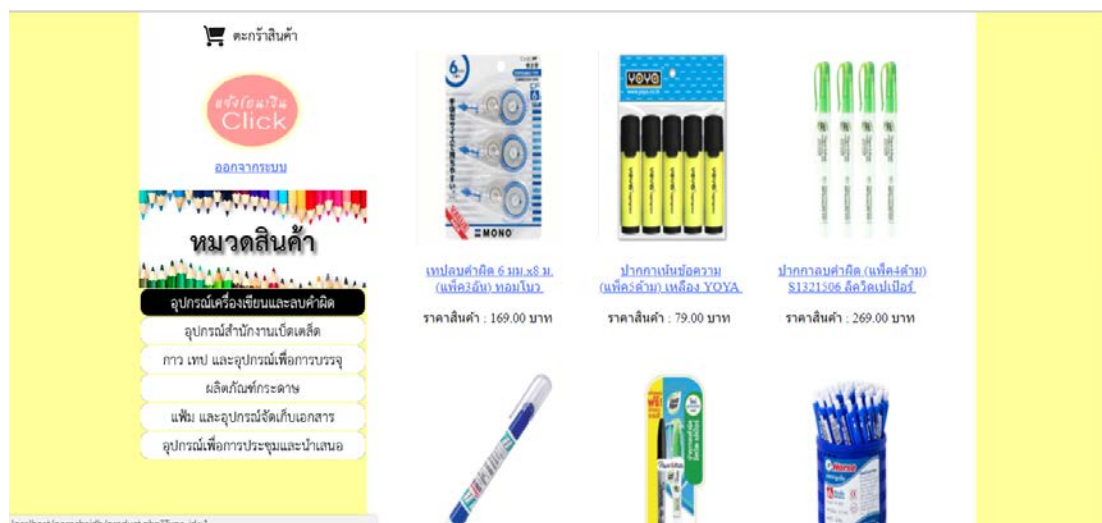 ตะกร้าสินค้า
แจ้งโอนเงิน
Click
ออกจากระบบ
หมวดสินค้า
อุปกรณ์เครื่องเขียนและลบคำผิด
อุปกรณ์สำนักงานเบ็ดเตล็ด
กาว เทป และอุปกรณ์เพื่อการบรรจุ
ผลิตภัณฑ์กระดาษ
แฟ้ม และอุปกรณ์จัดเก็บเอกสาร
อุปกรณ์เพื่อการประชุมและนำเสนอ
MONO
YOYA
เทปลบคำผิด 6 มม.x8 ม.
(แพ็ค3อัน) ทอมโบว
ราคาสินค้า : 169.00 บาท
ปากกาเน้นข้อความ
(แพ็ค5ด้าม) เหลือง YOYA
ราคาสินค้า : 79.00 บาท
ปากกาลบคำผิด (แพ็ค4ด้าม)
S1321506 ลิควิดเปเปอร์
ราคาสินค้า : 269.00 บาท
Horse